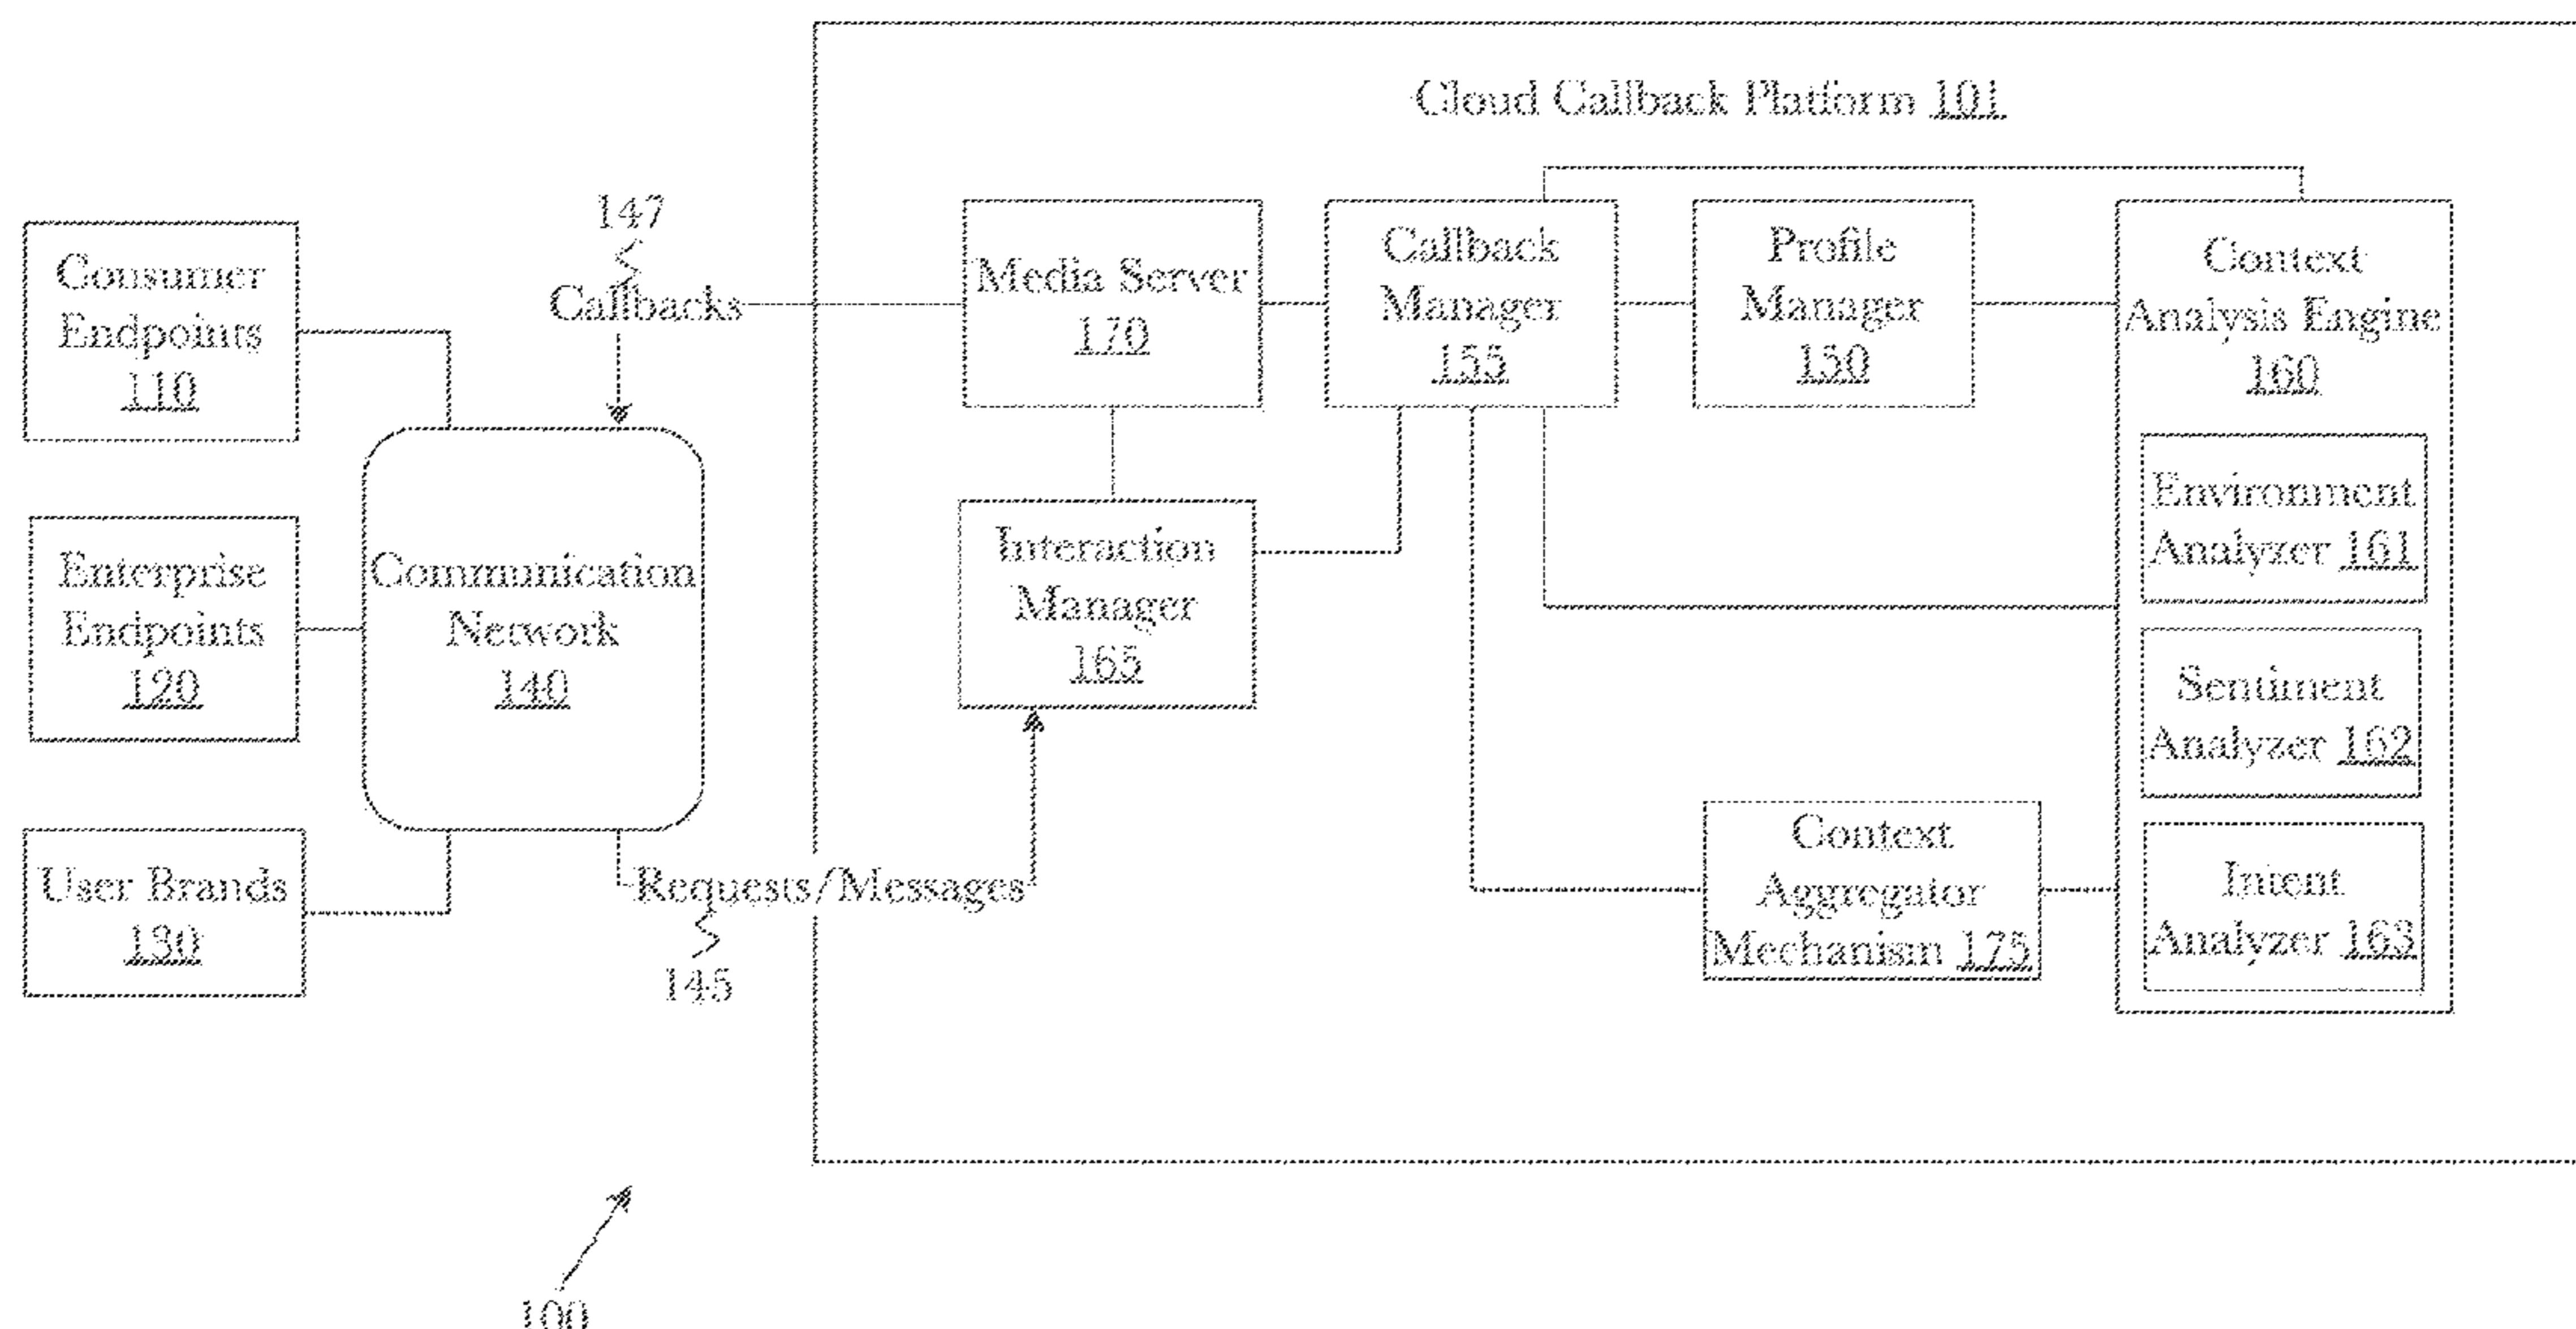 Cloud Callback Platform 101
147
Callbacks
Consumer
Endpoints
110
Enterprise
Endpoints
120
User Brands
130
Communication
Network
140
Requests/Messages
145
Media Server
170
Callback
Manager
155
Profile
Manager
150
Context
Analysis Engine
160
Environment
Analyzer 161
Sentiment
Analyzer 162
Intent
Analyzer 163
Interaction
Manager
165
Context
Aggregator
Mechanism 175
100